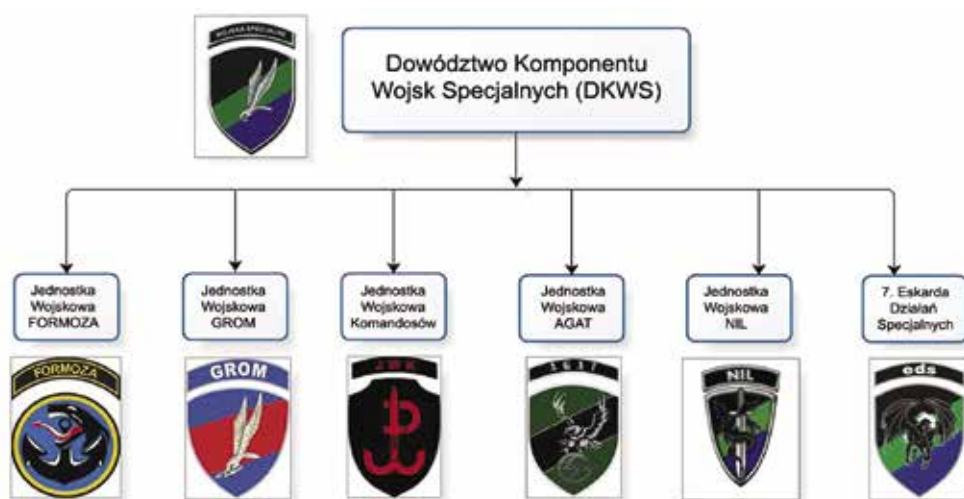 WOJSKA SPECJALNE
Dowództwo Komponentu
Wojsk Specjalnych (DKWS)
Jednostka
Wojskowa
FORMOZA
Jednostka
Wojskowa
GROM
Jednostka
Wojskowa
Komandosów
Jednostka
Wojskowa
AGAT
Jednostka
Wojskowa
NIL
7. Eskarda
Działań
Specjalnych
FORMOZA
GROM
JWK
NIL
eds